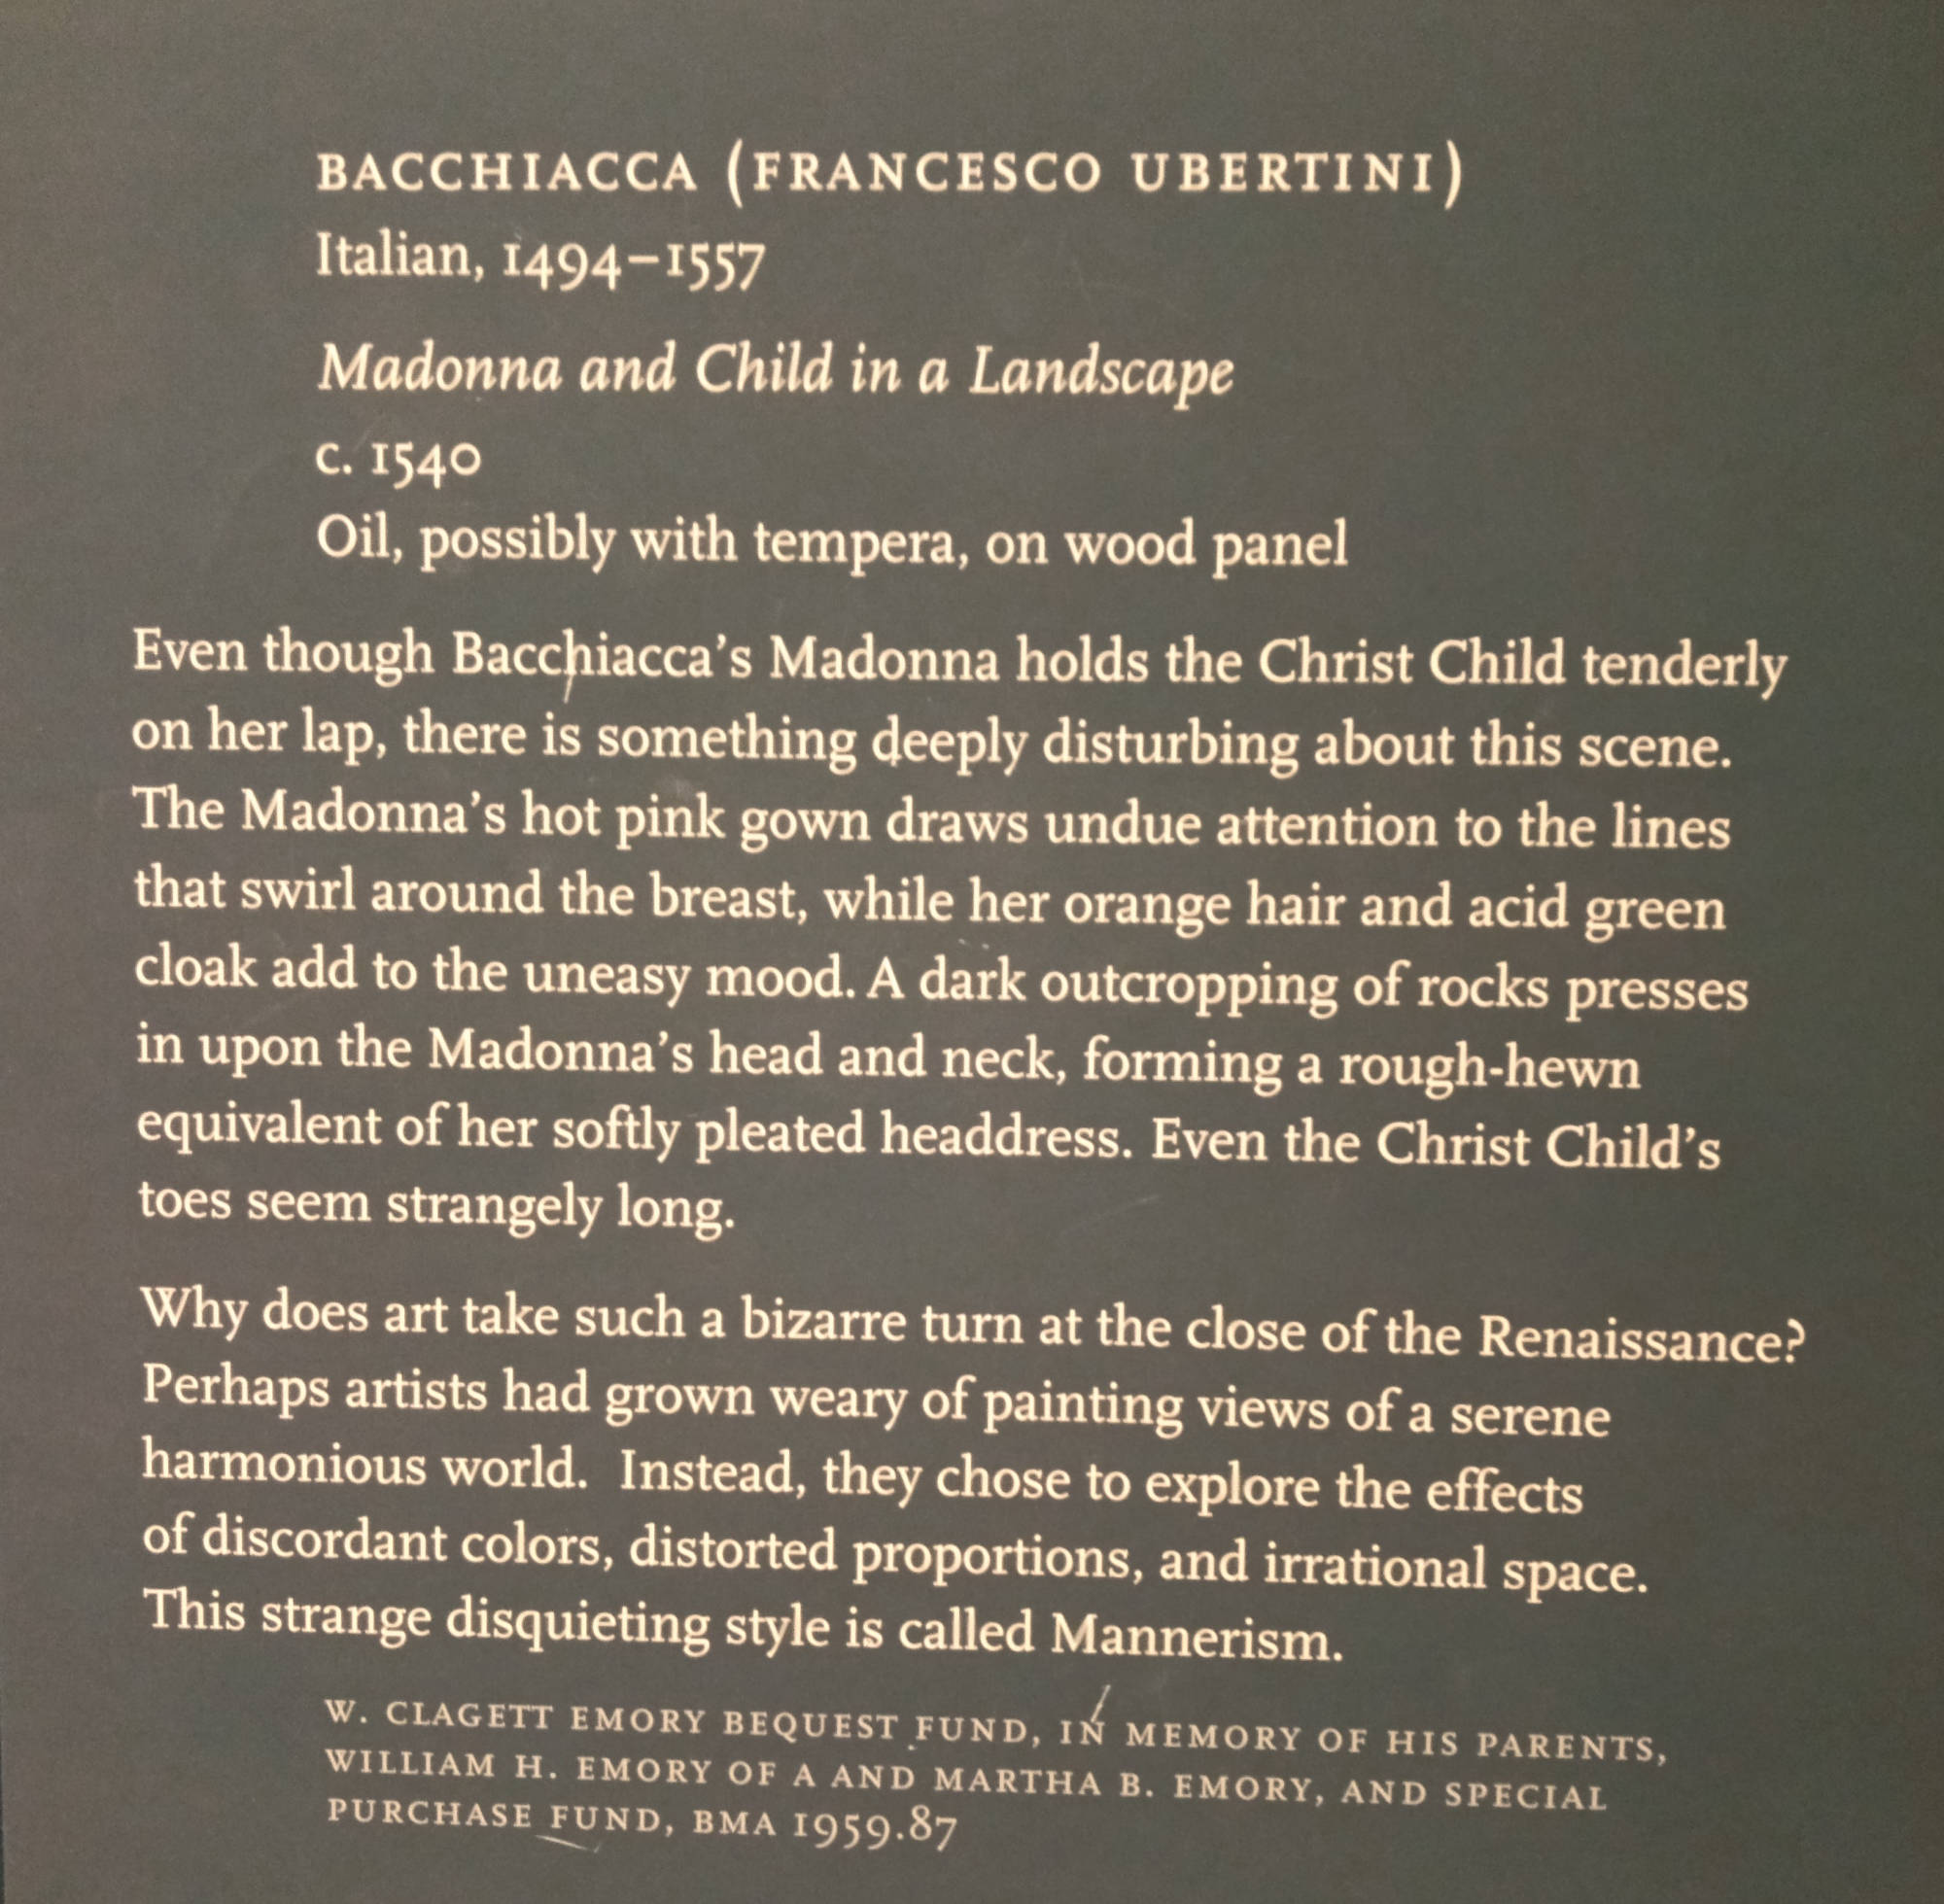 BACCHIACCA (FRANCESCO UBERTINI)
Italian, 1494–1557
Madonna and Child in a Landscape
c. 1540
Oil, possibly with tempera, on wood panel
Even though Bacchiacca’s Madonna holds the Christ Child tenderly
on her lap, there is something deeply disturbing about this scene.
The Madonna’s hot pink gown draws undue attention to the lines
that swirl around the breast, while her orange hair and acid green
cloak add to the uneasy mood. A dark outcropping of rocks presses
in upon the Madonna’s head and neck, forming a rough-hewn
equivalent of her softly pleated headdress. Even the Christ Child’s
toes seem strangely long.
Why does art take such a bizarre turn at the close of the Renaissance?
Perhaps artists had grown weary of painting views of a serene
harmonious world.  Instead, they chose to explore the effects
of discordant colors, distorted proportions, and irrational space.
This strange disquieting style is called Mannerism.
W. CLAGETT EMORY BEQUEST FUND, IN MEMORY OF HIS PARENTS,
WILLIAM H. EMORY OF A AND MARTHA B. EMORY, AND SPECIAL
PURCHASE FUND, BMA 1959.87